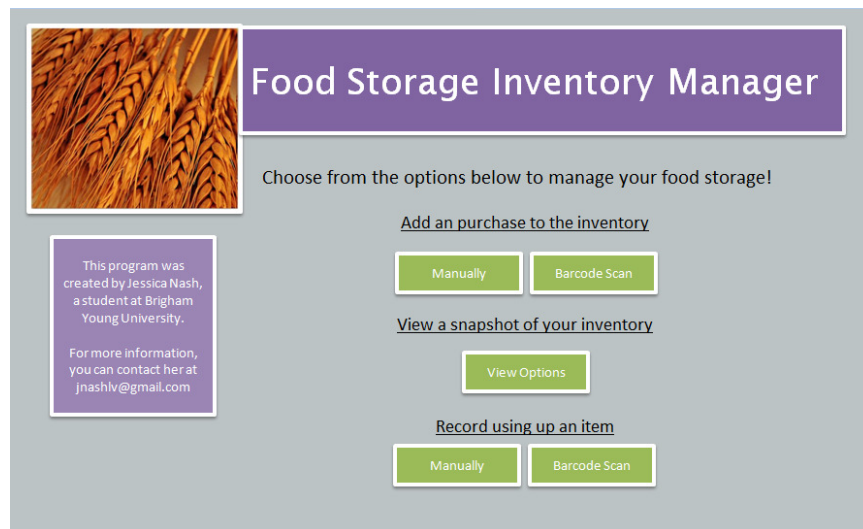 Food Storage Inventory Manager
Choose from the options below to manage your food storage!
Add an purchase to the inventory
Manually
Barcode Scan
View a snapshot of your inventory
View Options
Record using up an item
Manually
Barcode Scan
This program was
created by Jessica Nash,
a student at Brigham
Young University.
For more information,
you can contact her at
jnashlv@gmail.com